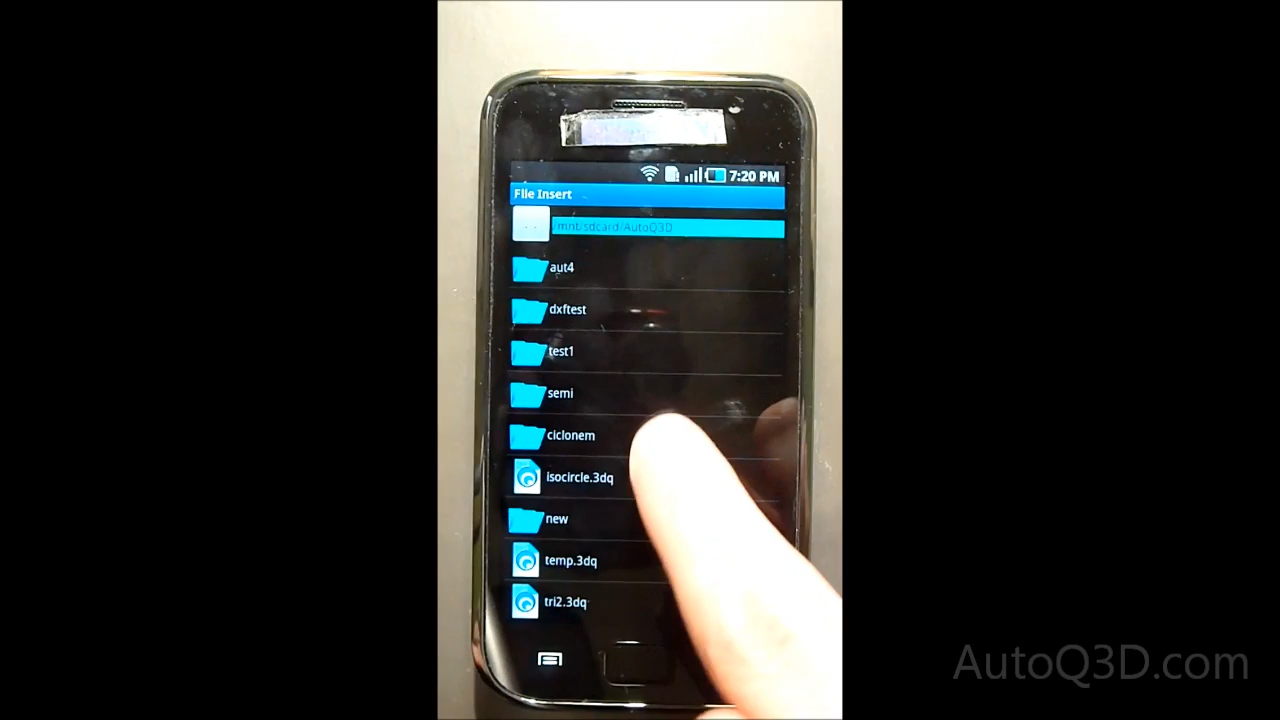 7:20 PM
File Insert
..
/mnt/sdcard/AutoQ3D
aut4
dxftest
test1
semi
ciclonem
isocircle.3dq
new
temp.3dq
tri2.3dq
AutoQ3D.com